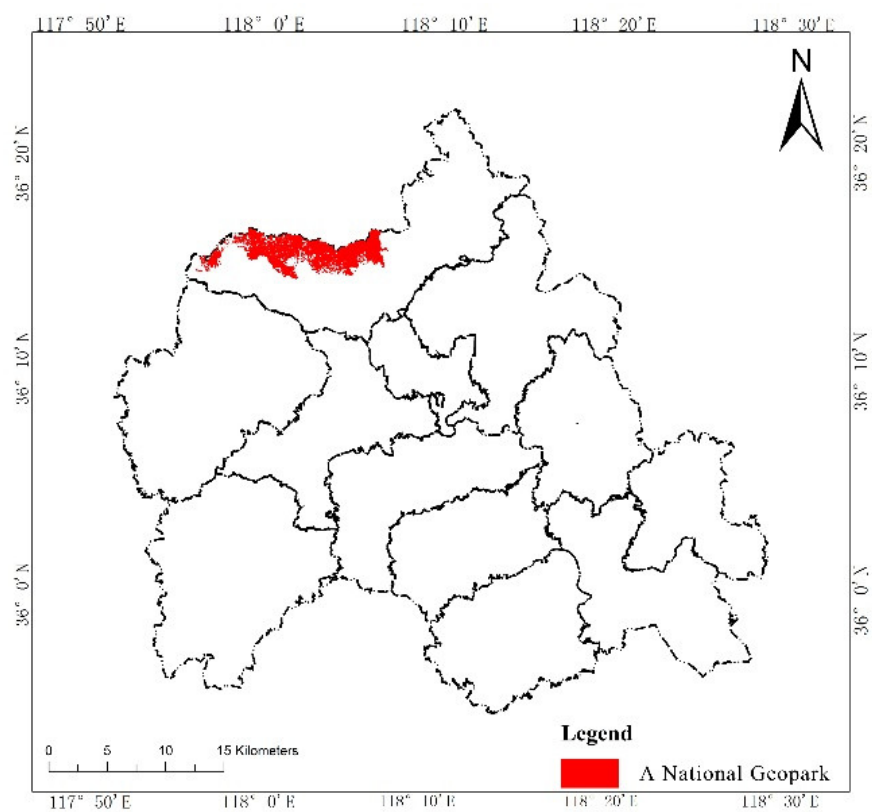 117° 50' E 118° 0' E 118° 10' E 118° 20' E 118° 30' E
N
36° 20' N 36° 20' N
36° 10' N 36° 10' N
36° 0' N 36° 0' N
Legend
0 5 10 15 Kilometers
A National Geopark
117° 50' E 118° 0' E 118° 10' E 118° 20' E 118° 30' E